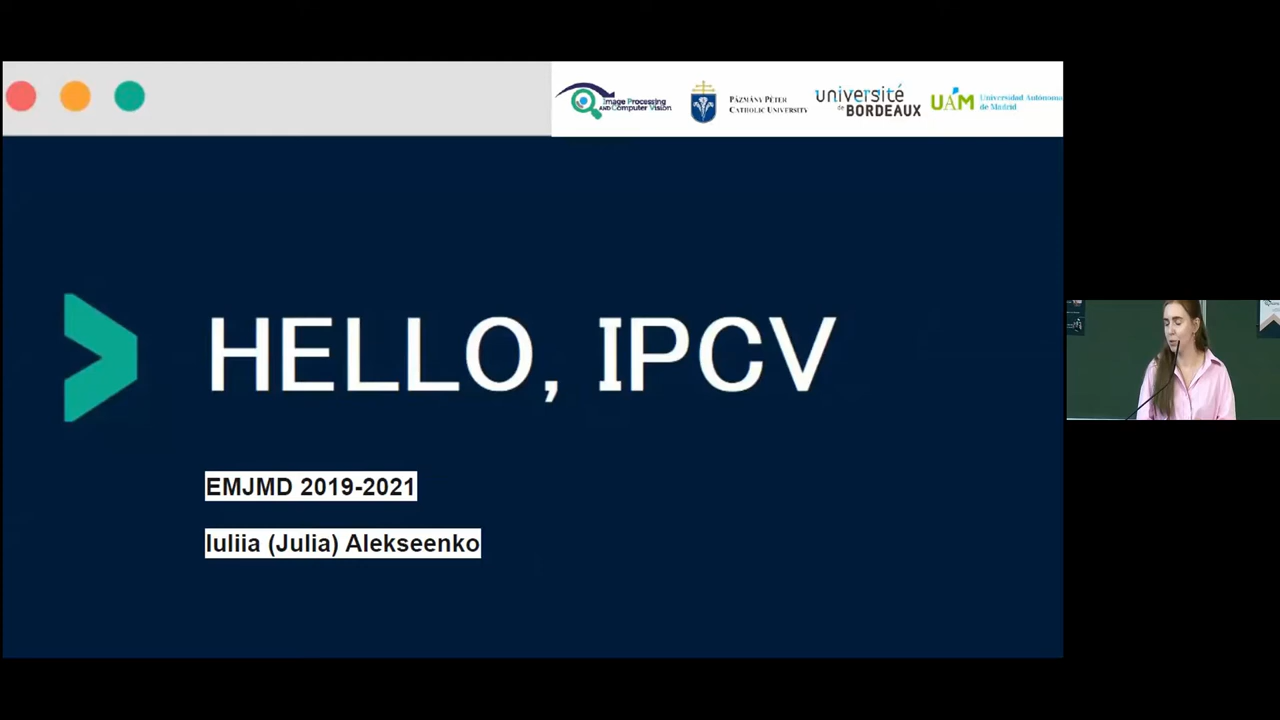 Image Processing
AND Computer Vision
PÁZMÁNY PÉTER
CATHOLIC UNIVERSITY
université
de BORDEAUX
UAM
Universidad Autónoma
de Madrid
HELLO, IPCV
EMJMD 2019-2021
Iuliia (Julia) Alekseenko